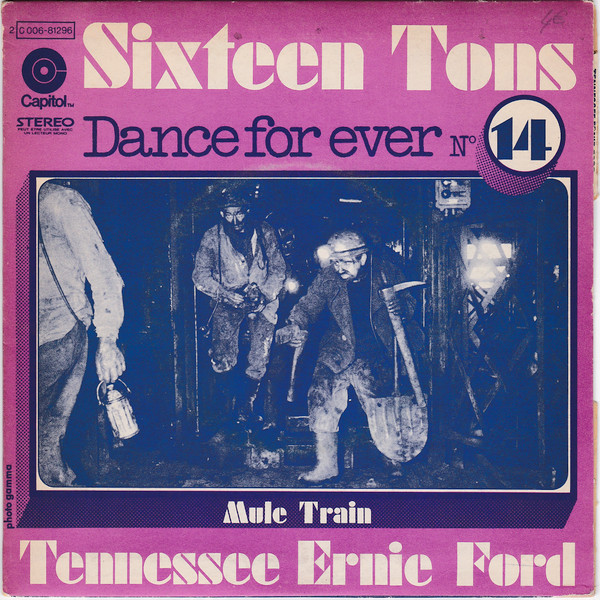 2 C 006-81296
Sixteen Tons
Capitol™
STEREO
PEUT ÊTRE UTILISÉ AVEC
UN LECTEUR MONO
Dance for ever N° 14
photo gamma
Mule Train
Tennessee Ernie Ford